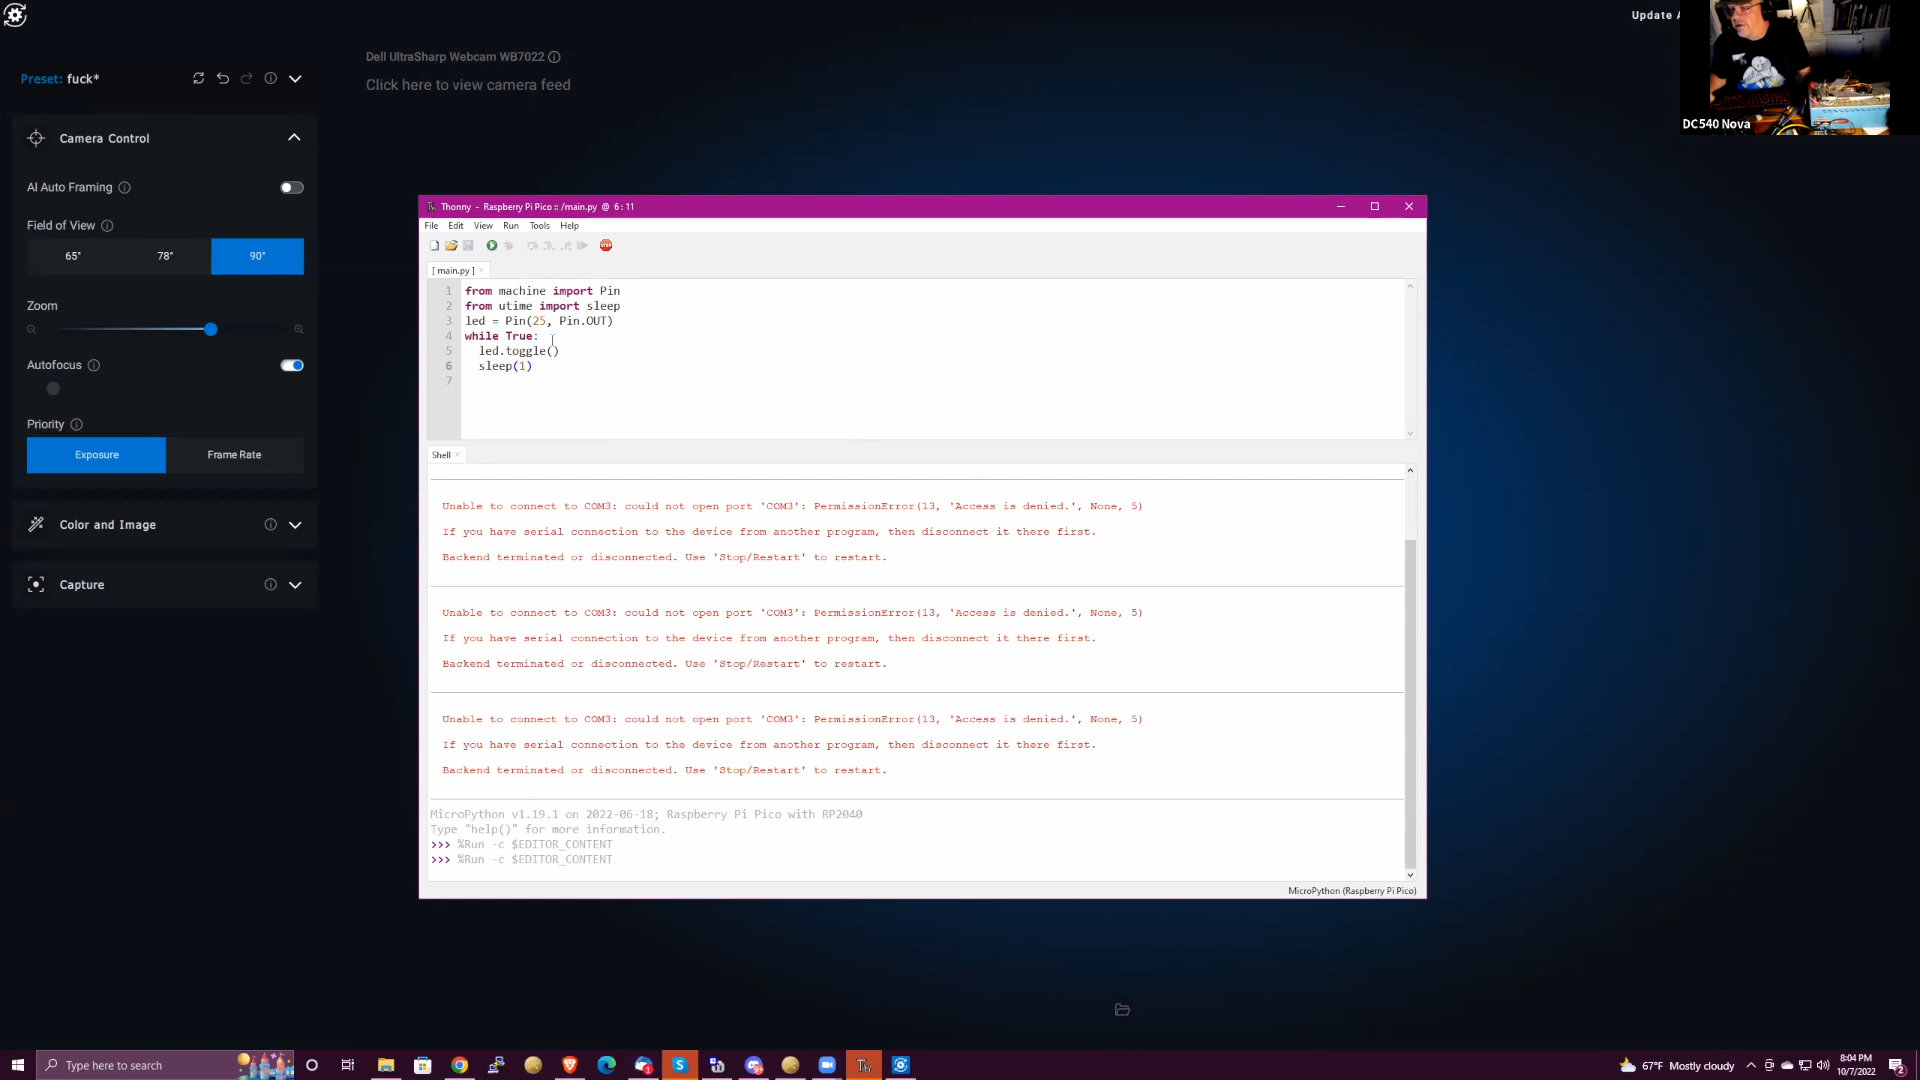 Update A
DC540 Nova
Preset: fuck*
Dell UltraSharp Webcam WB7022
Click here to view camera feed
Camera Control
AI Auto Framing
Field of View
65° 78° 90°
Zoom
Autofocus
Priority
Exposure Frame Rate
Color and Image
Capture
Thonny - Raspberry Pi Pico :: /main.py @ 6 : 11
File Edit View Run Tools Help
STOP
[ main.py ] ×
1 from machine import Pin
2 from utime import sleep
3 led = Pin(25, Pin.OUT)
4 while True:
5 led.toggle()
6 sleep(1)
7
Shell ×
Unable to connect to COM3: could not open port 'COM3': PermissionError(13, 'Access is denied.', None, 5)
If you have serial connection to the device from another program, then disconnect it there first.
Backend terminated or disconnected. Use 'Stop/Restart' to restart.
Unable to connect to COM3: could not open port 'COM3': PermissionError(13, 'Access is denied.', None, 5)
If you have serial connection to the device from another program, then disconnect it there first.
Backend terminated or disconnected. Use 'Stop/Restart' to restart.
Unable to connect to COM3: could not open port 'COM3': PermissionError(13, 'Access is denied.', None, 5)
If you have serial connection to the device from another program, then disconnect it there first.
Backend terminated or disconnected. Use 'Stop/Restart' to restart.
MicroPython v1.19.1 on 2022-06-18; Raspberry Pi Pico with RP2040
Type "help()" for more information.
>>> %Run -c $EDITOR_CONTENT
>>> %Run -c $EDITOR_CONTENT
MicroPython (Raspberry Pi Pico)
Type here to search
67°F Mostly cloudy
8:04 PM
10/7/2022
2